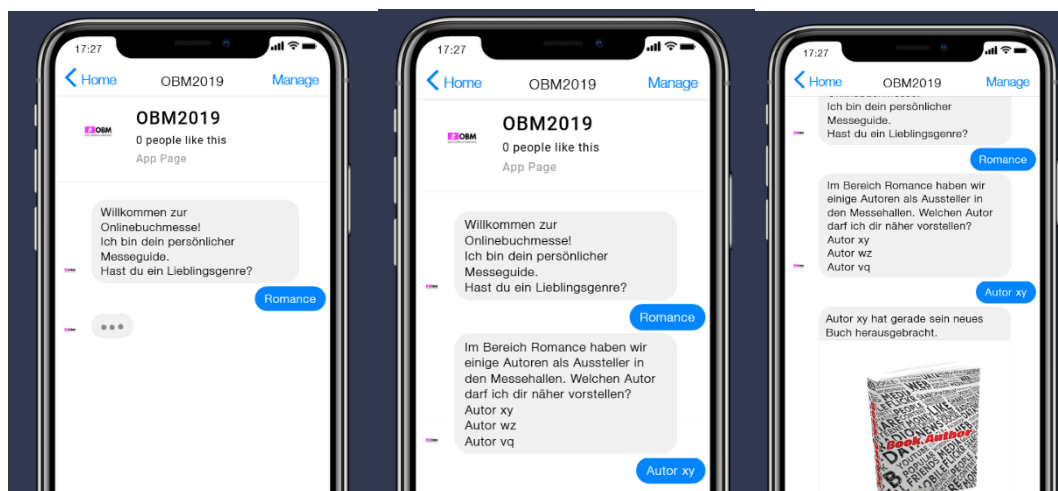 17:27
Home OBM2019 Manage
OBM
OBM2019
0 people like this
App Page
Willkommen zur
Onlinebuchmesse!
Ich bin dein persönlicher
Messeguide.
Hast du ein Lieblingsgenre?
Romance
17:27
Home OBM2019 Manage
OBM
OBM2019
0 people like this
App Page
Willkommen zur
Onlinebuchmesse!
Ich bin dein persönlicher
Messeguide.
Hast du ein Lieblingsgenre?
Romance
Im Bereich Romance haben wir
einige Autoren als Aussteller in
den Messehallen. Welchen Autor
darf ich dir näher vorstellen?
Autor xy
Autor wz
Autor vq
Autor xy
17:27
Home OBM2019 Manage
Onlinebuchmesse!
Ich bin dein persönlicher
Messeguide.
Hast du ein Lieblingsgenre?
Romance
Im Bereich Romance haben wir
einige Autoren als Aussteller in
den Messehallen. Welchen Autor
darf ich dir näher vorstellen?
Autor xy
Autor wz
Autor vq
Autor xy
Autor xy hat gerade sein neues
Buch herausgebracht.
Book Author